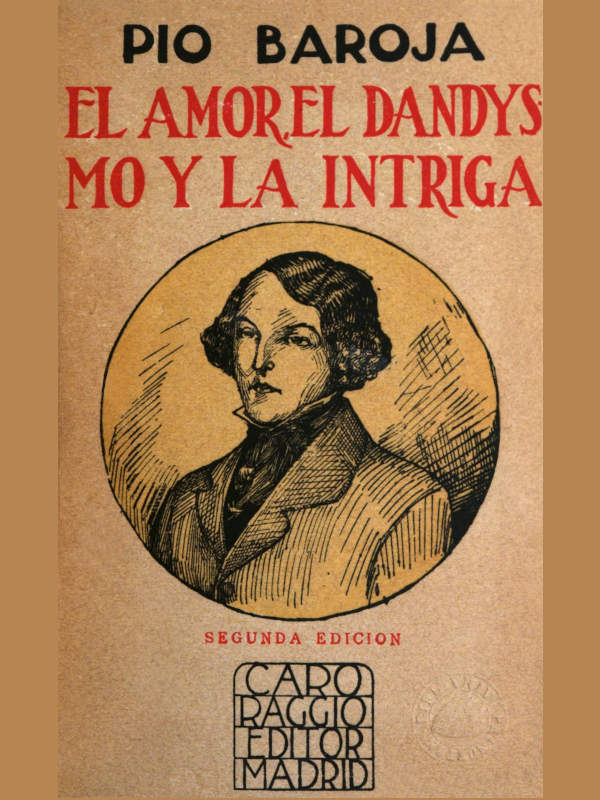 PIO BAROJA
EL AMOR, EL DANDYS-
MO Y LA INTRIGA
SEGUNDA EDICION
CARO
RAGGIO
EDITOR
MADRID